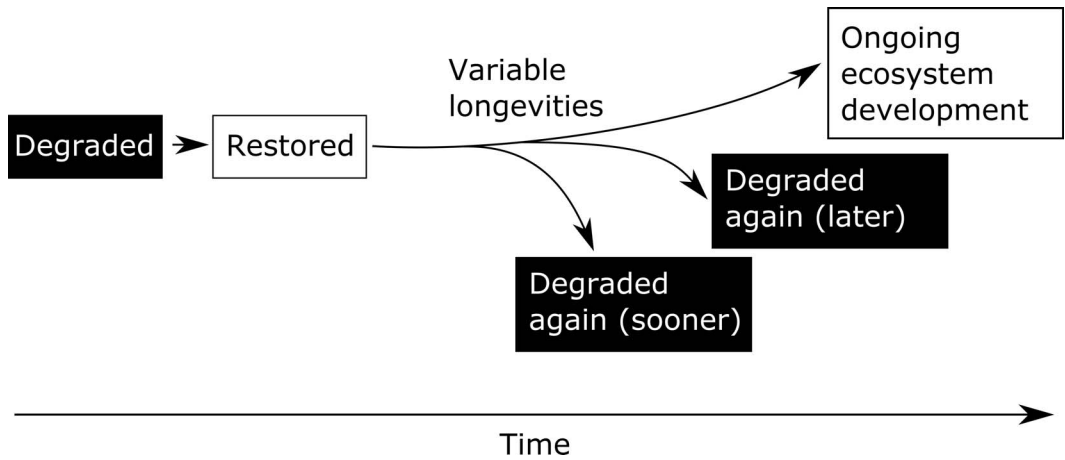 Degraded
Restored
Variable
longevities
Ongoing
ecosystem
development
Degraded
again (later)
Degraded
again (sooner)
Time